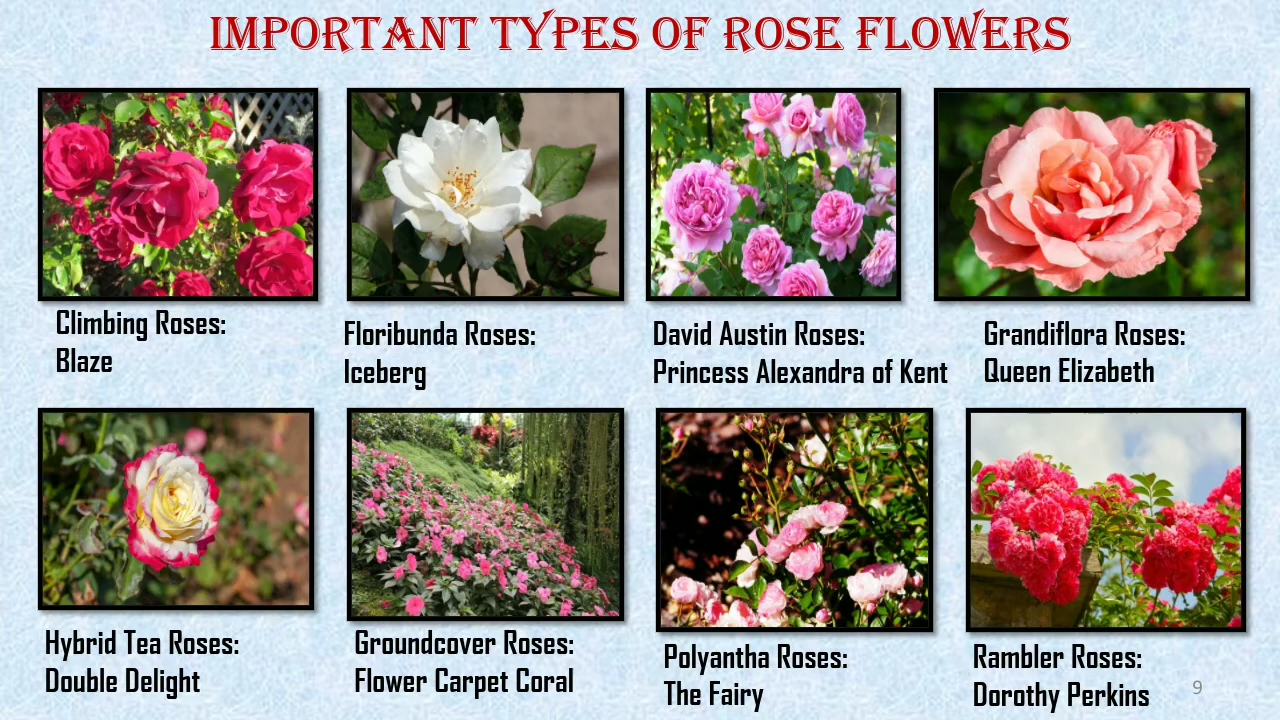 IMPORTANT TYPES OF ROSE FLOWERS
Climbing Roses:
Blaze
Floribunda Roses:
Iceberg
David Austin Roses:
Princess Alexandra of Kent
Grandiflora Roses:
Queen Elizabeth
Hybrid Tea Roses:
Double Delight
Groundcover Roses:
Flower Carpet Coral
Polyantha Roses:
The Fairy
Rambler Roses:
Dorothy Perkins
9